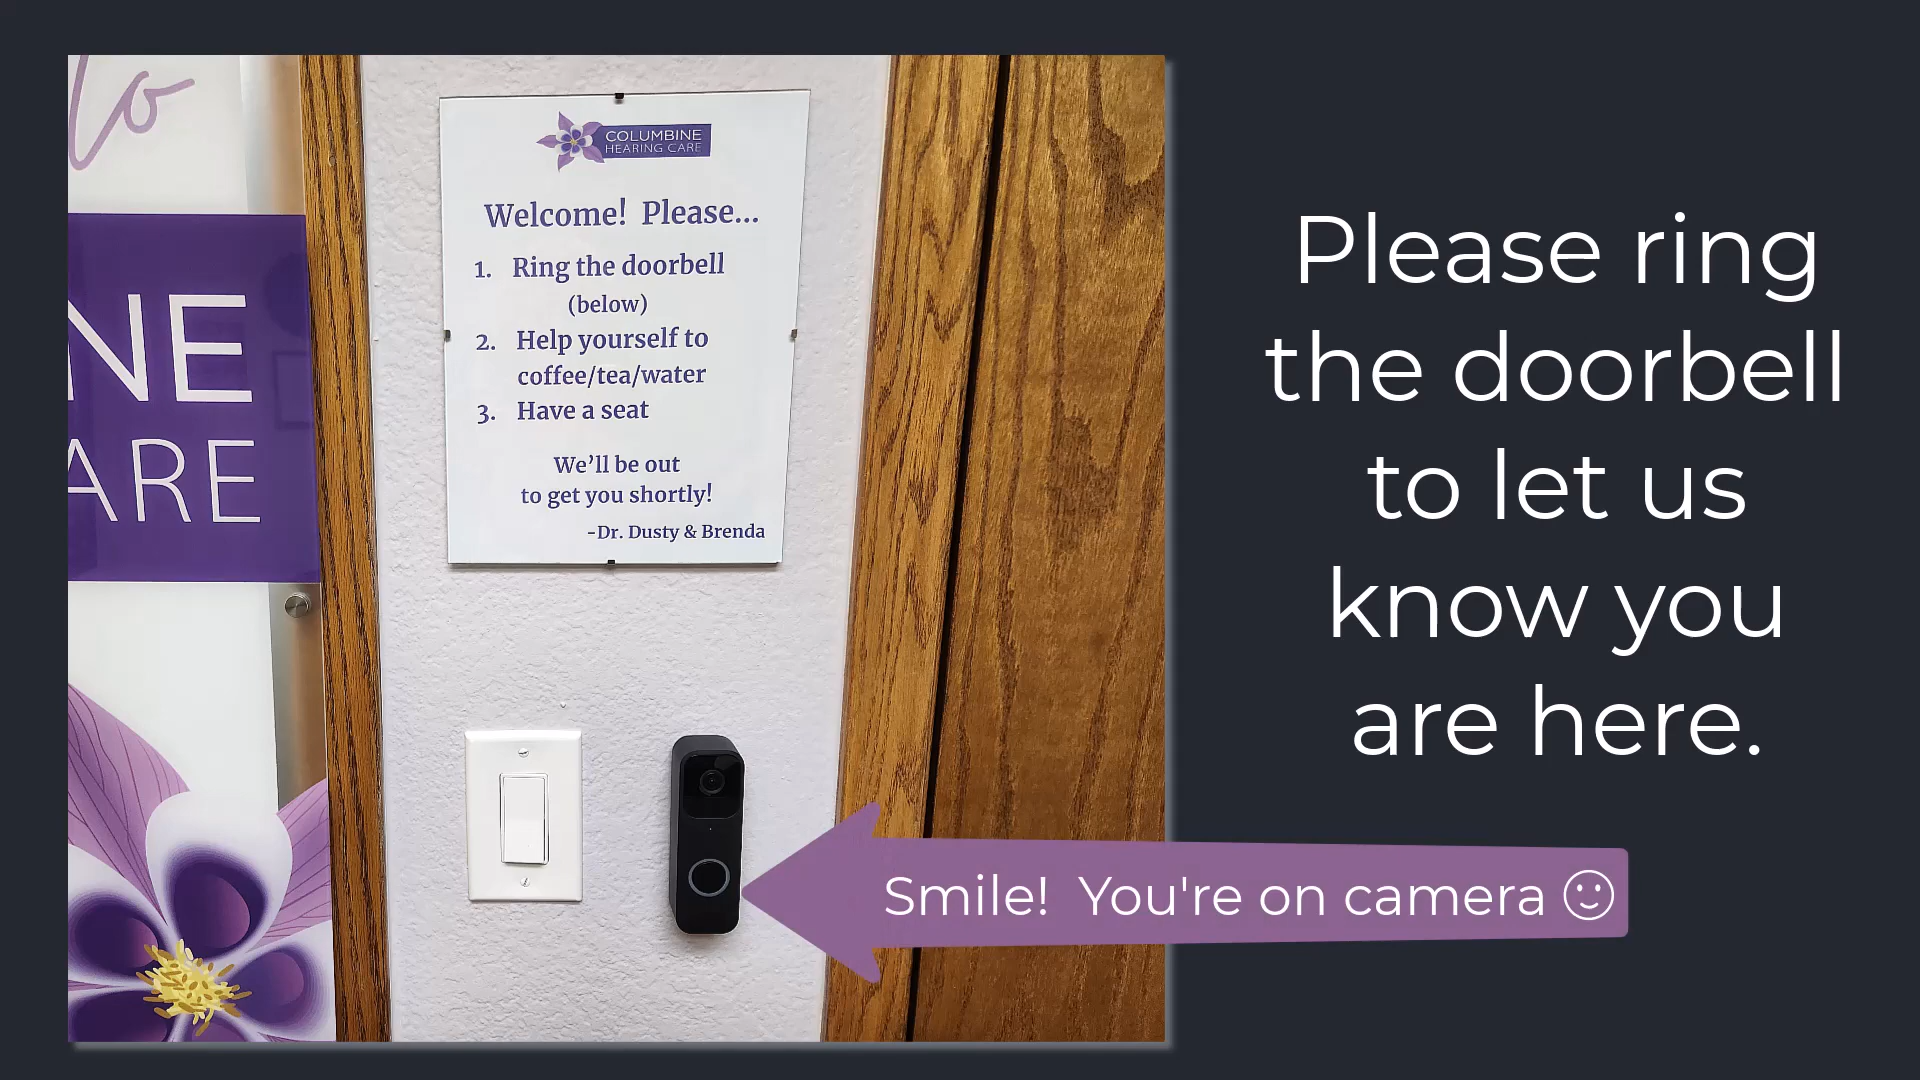 to
NE
ARE
COLUMBINE
HEARING CARE
Welcome! Please...
1. Ring the doorbell
(below)
2. Help yourself to
coffee/tea/water
3. Have a seat
We'll be out
to get you shortly!
-Dr. Dusty & Brenda
Please ring
the doorbell
to let us
know you
are here.
Smile! You're on camera ☺